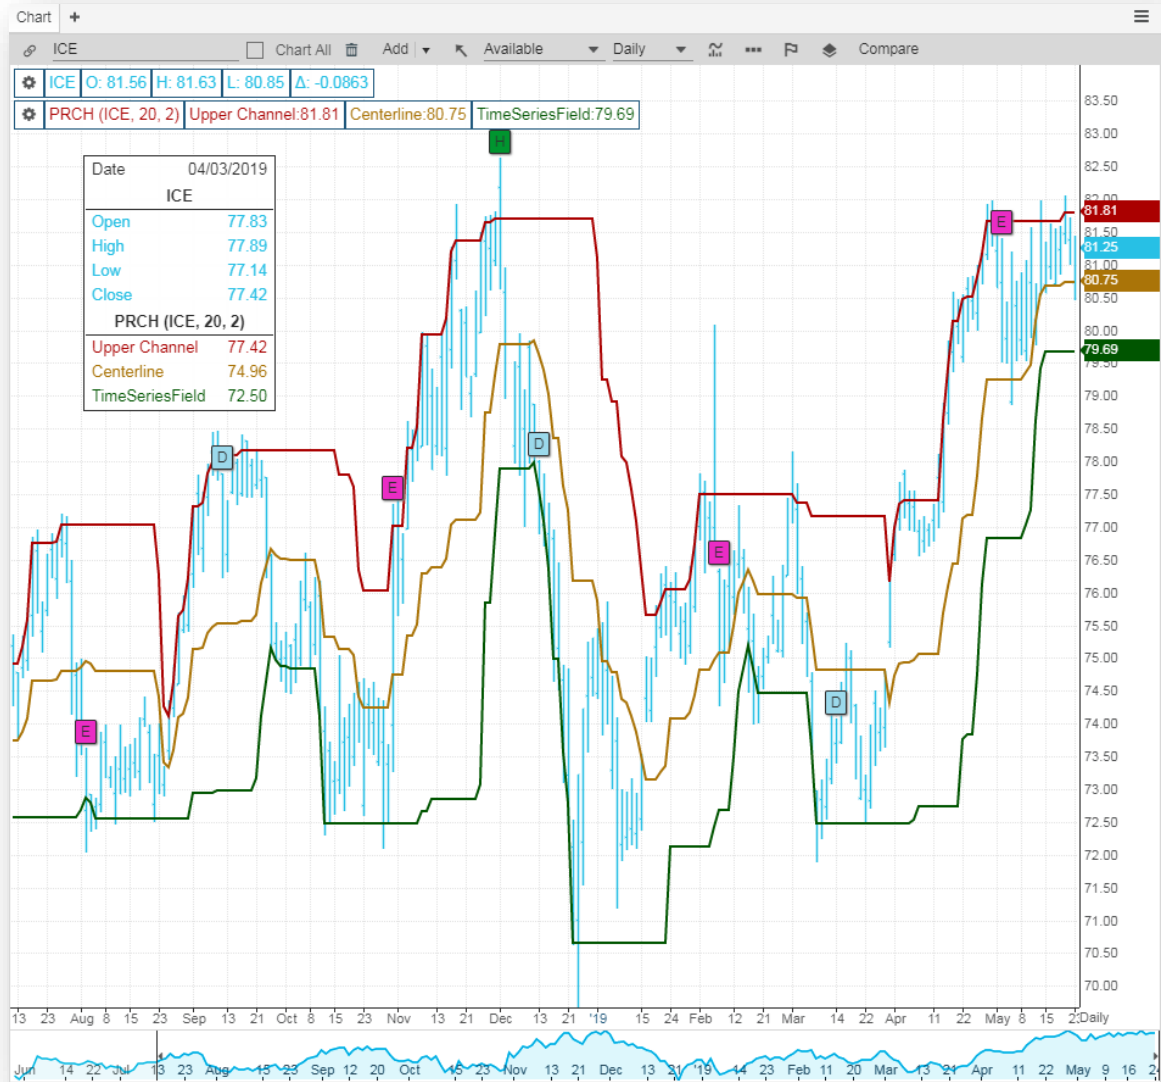 Chart +
ICE Chart All Add Available Daily Compare
ICE O: 81.56 H: 81.63 L: 80.85 Δ: -0.0863
PRCH (ICE, 20, 2) Upper Channel:81.81 Centerline:80.75 TimeSeriesField:79.69
Date 04/03/2019
ICE
Open 77.83
High 77.89
Low 77.14
Close 77.42
PRCH (ICE, 20, 2)
Upper Channel 77.42
Centerline 74.96
TimeSeriesField 72.50
H
D
D
E
E
E
E
D
83.50
83.00
82.50
82.00
81.81
81.50
81.25
81.00
80.75
80.50
80.00
79.69
79.50
79.00
78.50
78.00
77.50
77.00
76.50
76.00
75.50
75.00
74.50
74.00
73.50
73.00
72.50
72.00
71.50
71.00
70.50
70.00
13 23 Aug 8 15 23 Sep 13 21 Oct 8 15 23 Nov 13 21 Dec 13 21 '19 15 24 Feb 12 21 Mar 14 22 Apr 11 22 May 8 15 Daily
Jun 14 22 Jul 13 23 Aug 15 23 Sep 12 20 Oct 15 23 Nov 13 21 Dec 13 21 '19 14 23 Feb 11 20 Mar 13 21 Apr 11 22 May 9 16